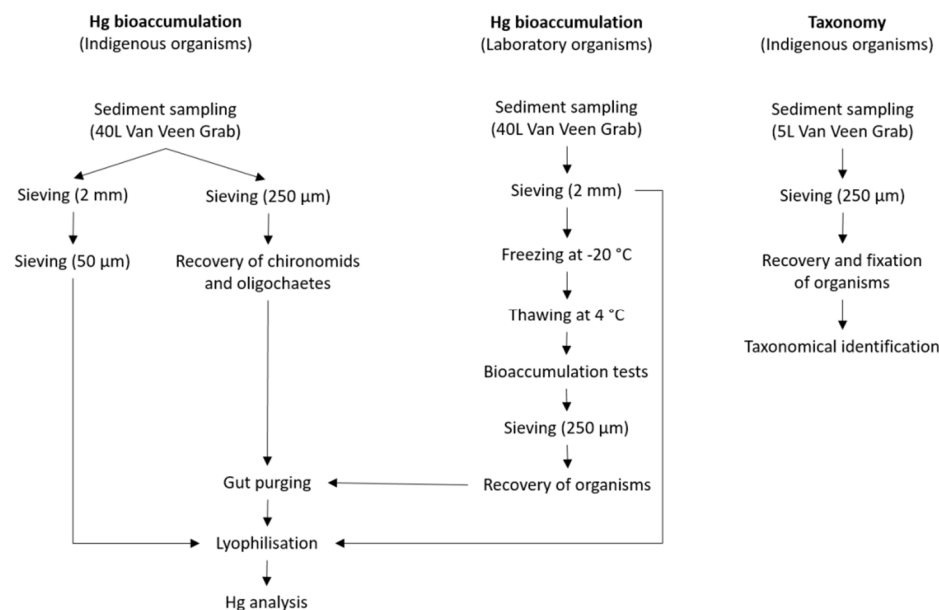 Hg bioaccumulation
(Indigenous organisms)
Sediment sampling
(40L Van Veen Grab)
Sieving (2 mm)
Sieving (250 µm)
Sieving (50 µm)
Recovery of chironomids
and oligochaetes
Gut purging
Lyophilisation
Hg analysis
Hg bioaccumulation
(Laboratory organisms)
Sediment sampling
(40L Van Veen Grab)
Sieving (2 mm)
Freezing at -20 °C
Thawing at 4 °C
Bioaccumulation tests
Sieving (250 µm)
Recovery of organisms
Taxonomy
(Indigenous organisms)
Sediment sampling
(5L Van Veen Grab)
Sieving (250 µm)
Recovery and fixation
of organisms
Taxonomical identification